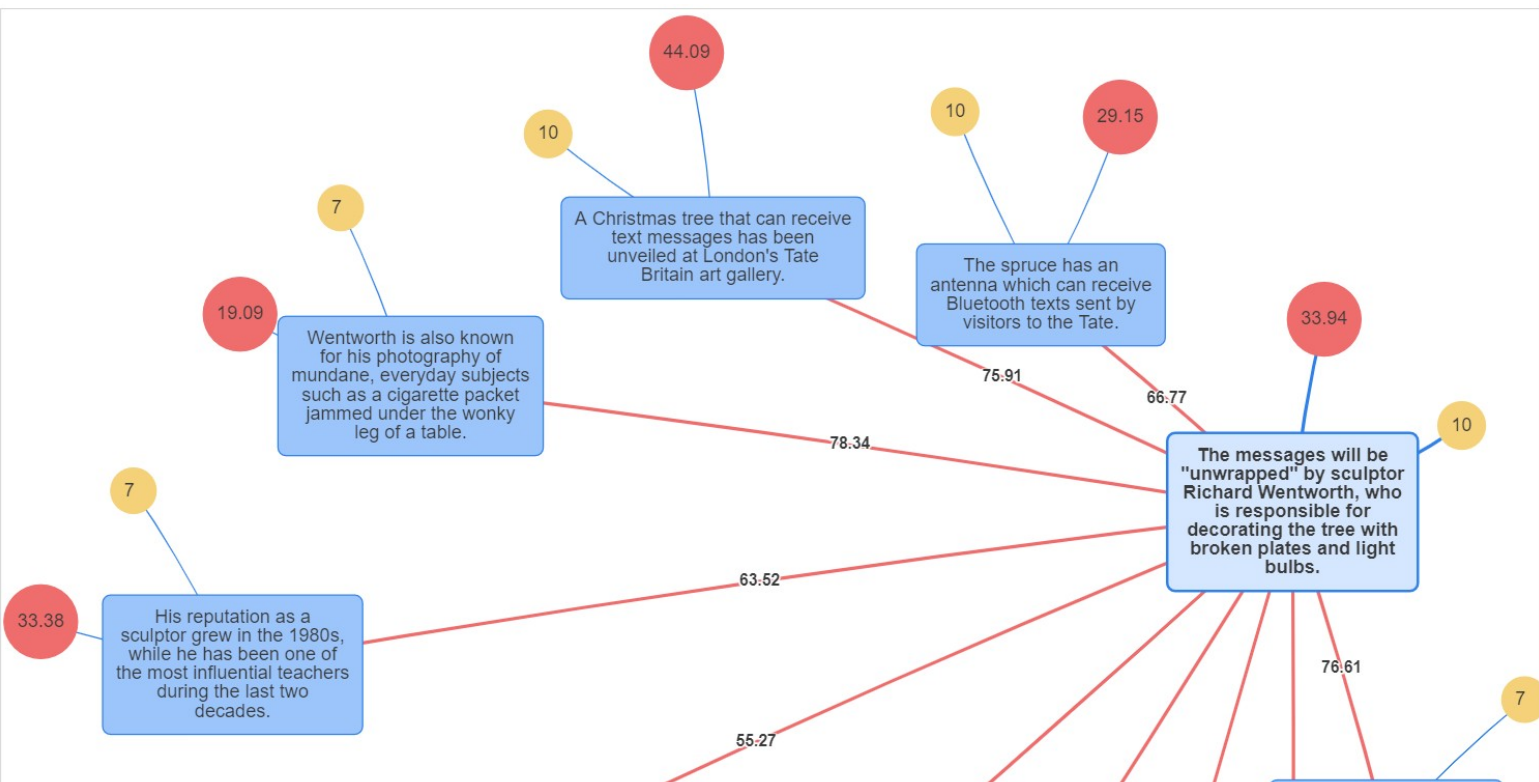 44.09
10
10
29.15
7
A Christmas tree that can receive
text messages has been
unveiled at London's Tate
Britain art gallery.
The spruce has an
antenna which can receive
Bluetooth texts sent by
visitors to the Tate.
19.09
33.94
Wentworth is also known
for his photography of
mundane, everyday subjects
such as a cigarette packet
jammed under the wonky
leg of a table.
75.91
66.77
10
78.34
The messages will be
"unwrapped" by sculptor
Richard Wentworth, who
is responsible for
decorating the tree with
broken plates and light
bulbs.
7
63.52
33.38
His reputation as a
sculptor grew in the 1980s,
while he has been one of
the most influential teachers
during the last two
decades.
76.61
7
55.27